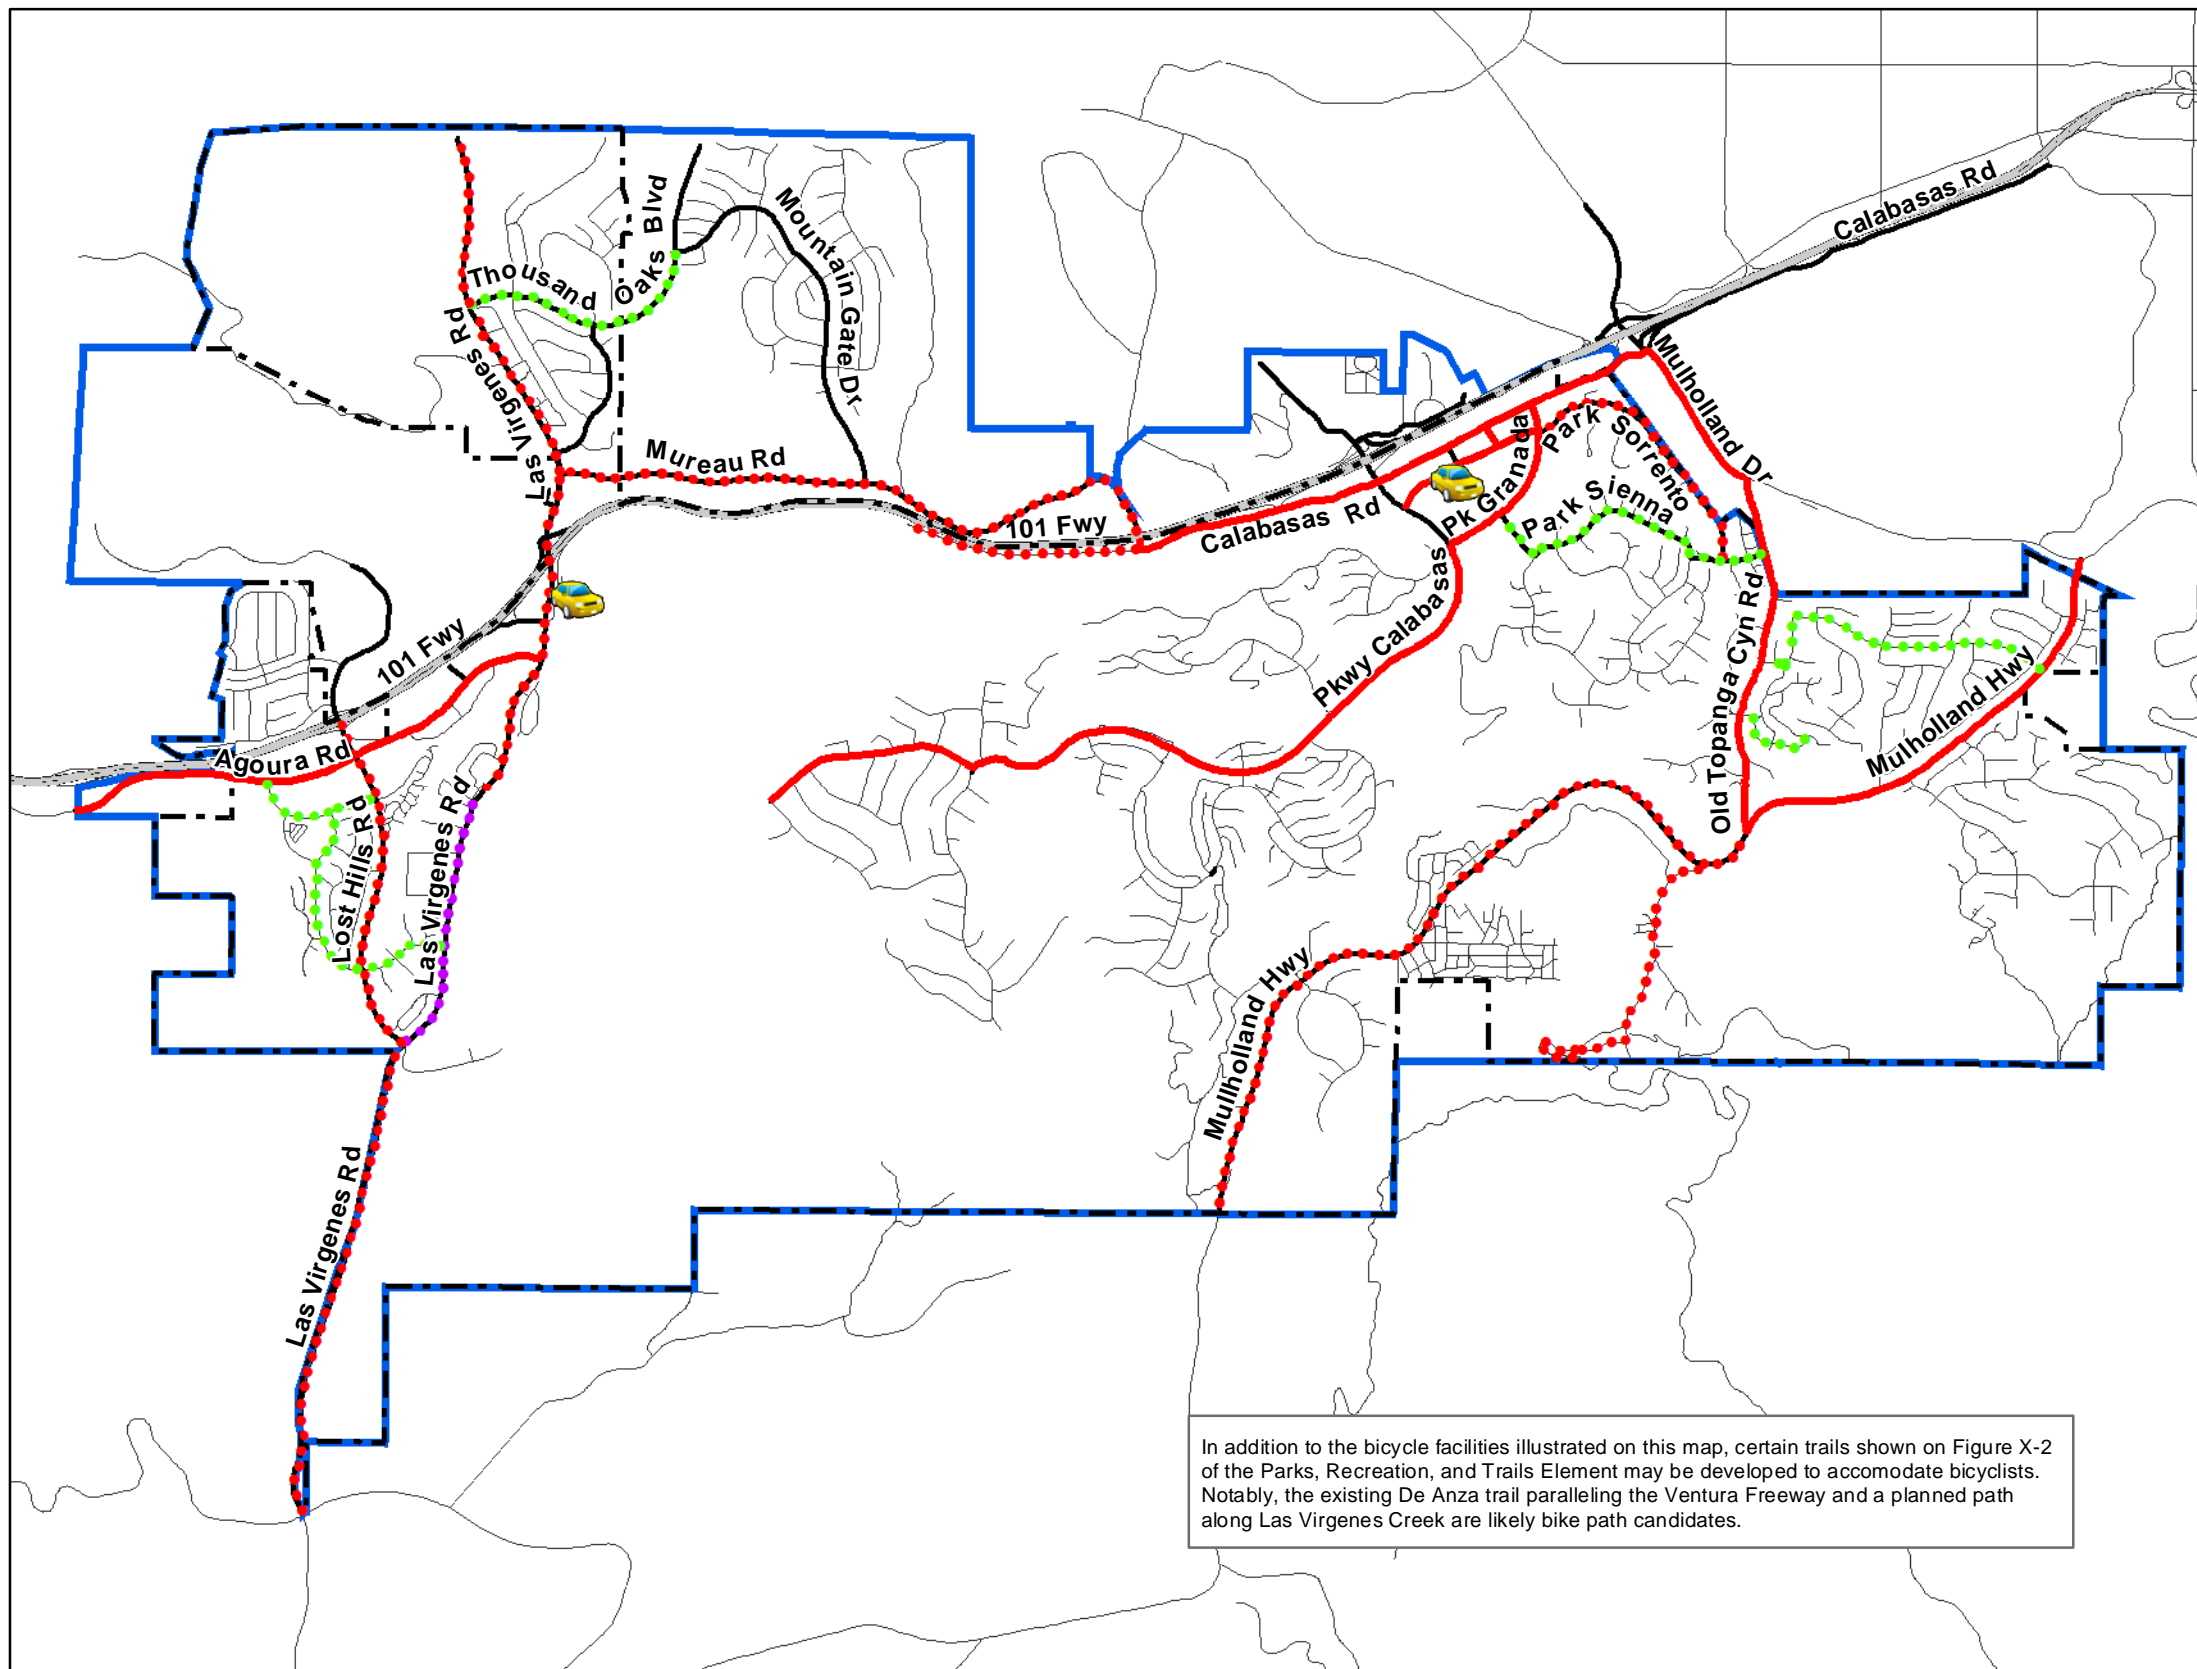 Calabasas Rd
Thousand Oaks Blvd
Mountain Gate Dr
Las Virgenes Rd
Mureau Rd
Mulholland Dr
Park Sorrento
Pk Granada
Park Sienna
101 Fwy
Calabasas Rd
Pkwy Calabasas
Old Topanga Cyn Rd
101 Fwy
Agoura Rd
Mulholland Hwy
Lost Hills Rd
Las Virgenes Rd
Mullholland Hwy
Las Virgenes Rd
In addition to the bicycle facilities illustrated on this map, certain trails shown on Figure X-2
of the Parks, Recreation, and Trails Element may be developed to accomodate bicyclists.
Notably, the existing De Anza trail paralleling the Ventura Freeway and a planned path
along Las Virgenes Creek are likely bike path candidates.